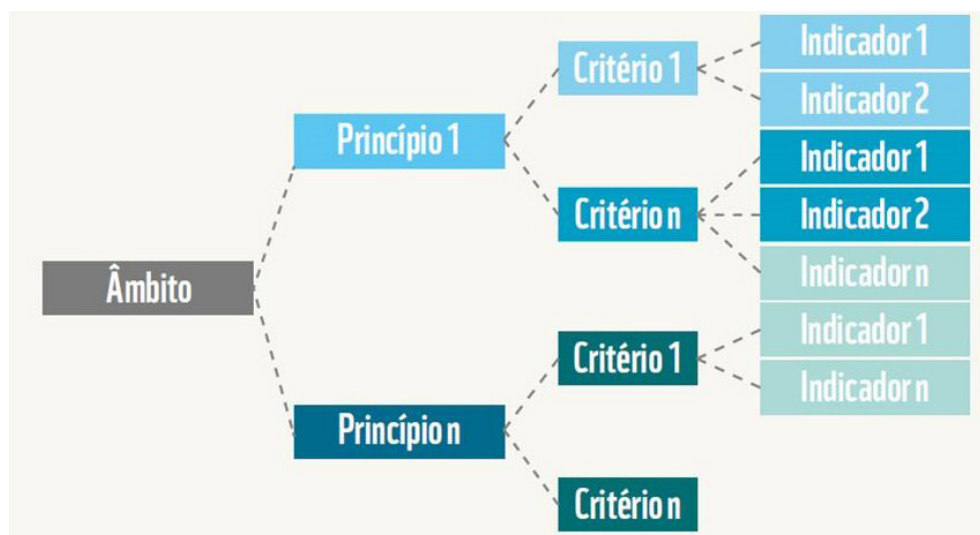 Âmbito
Princípio 1
Critério 1
Indicador 1
Indicador 2
Critério n
Indicador 1
Indicador 2
Indicador n
Princípio n
Critério 1
Indicador 1
Indicador n
Critério n